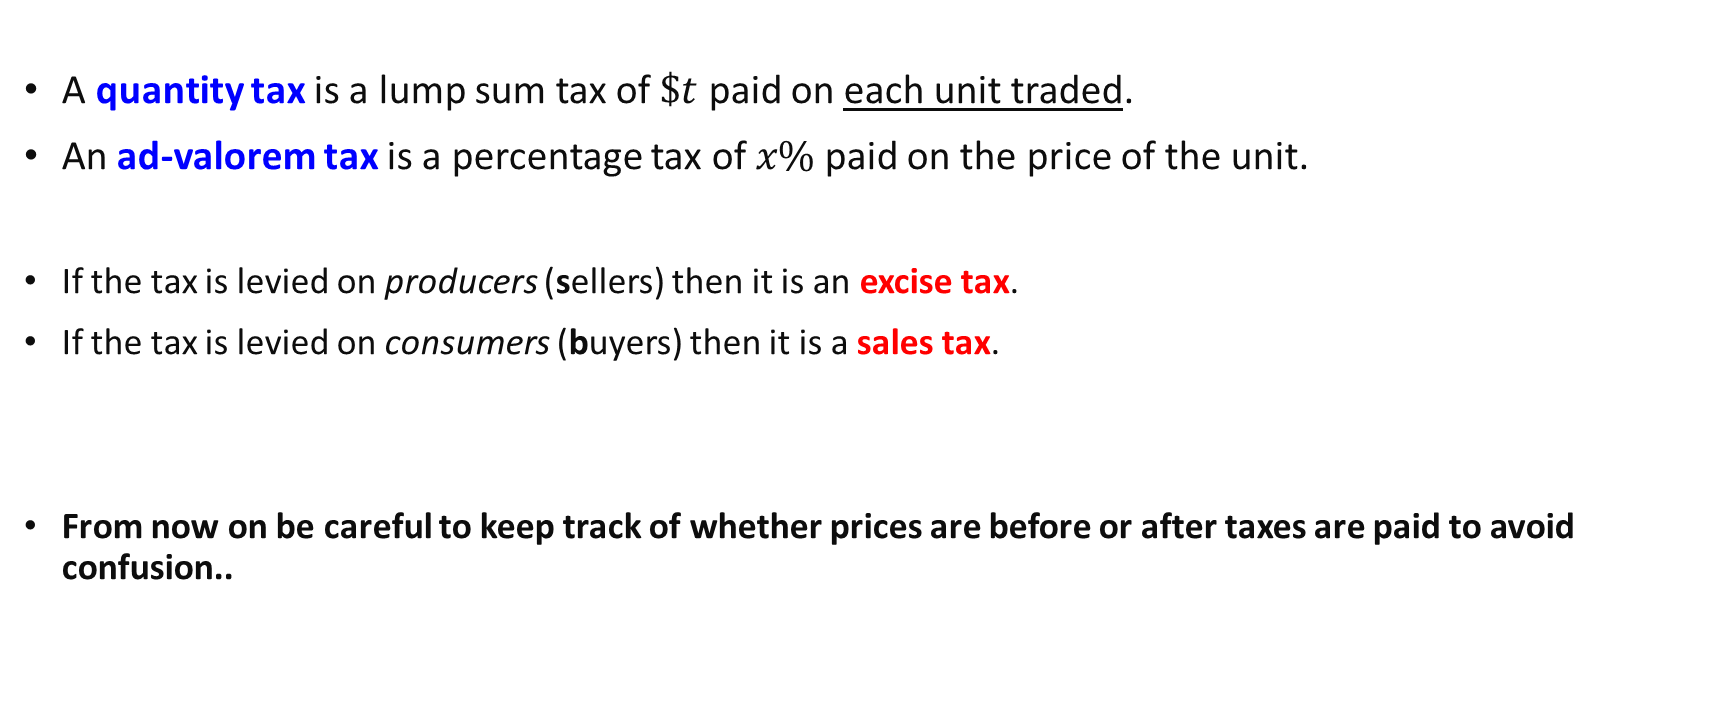 • A quantity tax is a lump sum tax of $t paid on each unit traded.
• An ad-valorem tax is a percentage tax of x% paid on the price of the unit.
• If the tax is levied on producers (sellers) then it is an excise tax.
• If the tax is levied on consumers (buyers) then it is a sales tax.
• From now on be careful to keep track of whether prices are before or after taxes are paid to avoid
confusion..